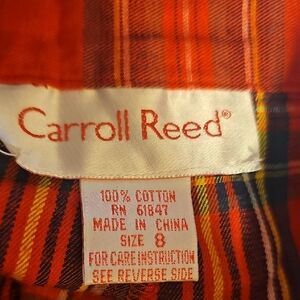 Carroll Reed®
100% COTTON
RN 61847
MADE IN CHINA
SIZE 8
FOR CARE INSTRUCTION
SEE REVERSE SIDE